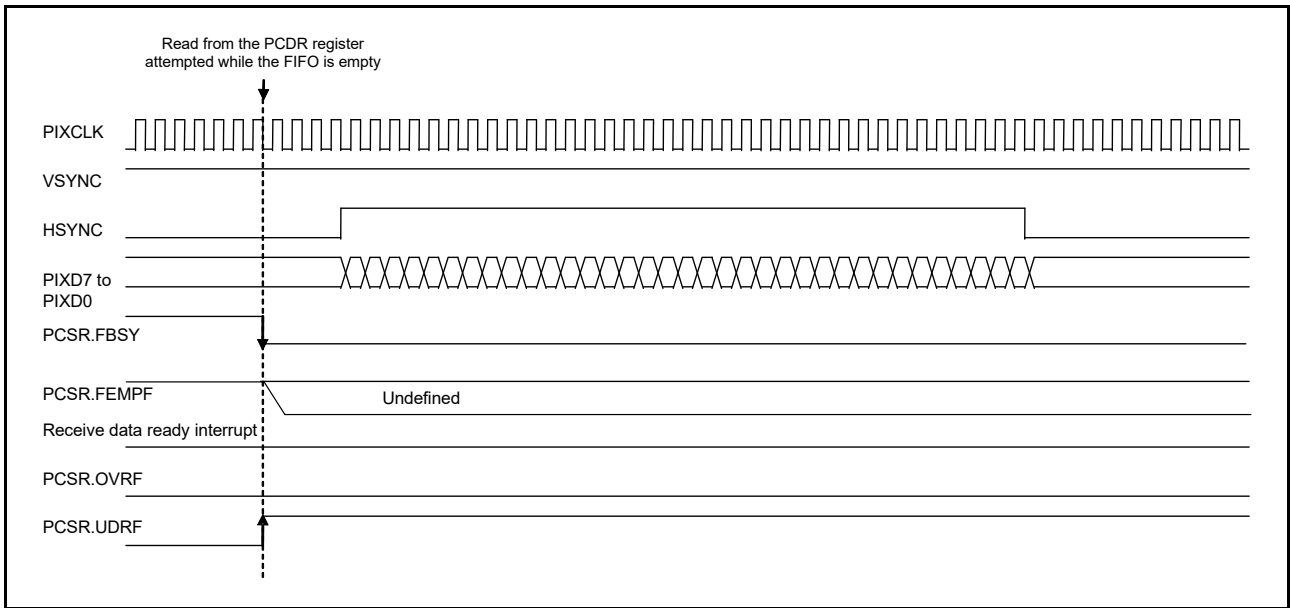 Read from the PCDR register
attempted while the FIFO is empty
PIXCLK
VSYNC
HSYNC
PIXD7 to
PIXD0
PCSR.FBSY
PCSR.FEMPF
Undefined
Receive data ready interrupt
PCSR.OVRF
PCSR.UDRF